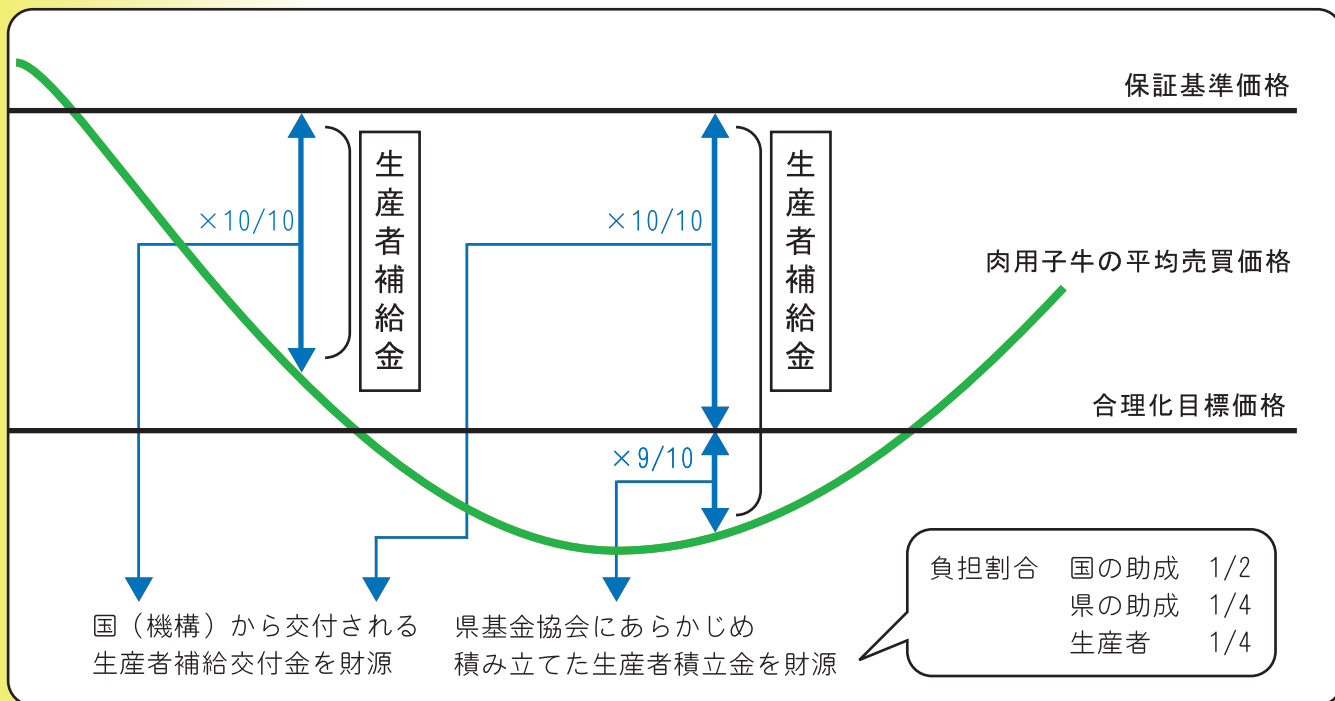 保証基準価格
生産者補給金
生産者補給金
×10/10
×10/10
肉用子牛の平均売買価格
合理化目標価格
×9/10
負担割合 国の助成 1/2
県の助成 1/4
生産者 1/4
国（機構）から交付される
生産者補給交付金を財源
県基金協会にあらかじめ
積み立てた生産者積立金を財源